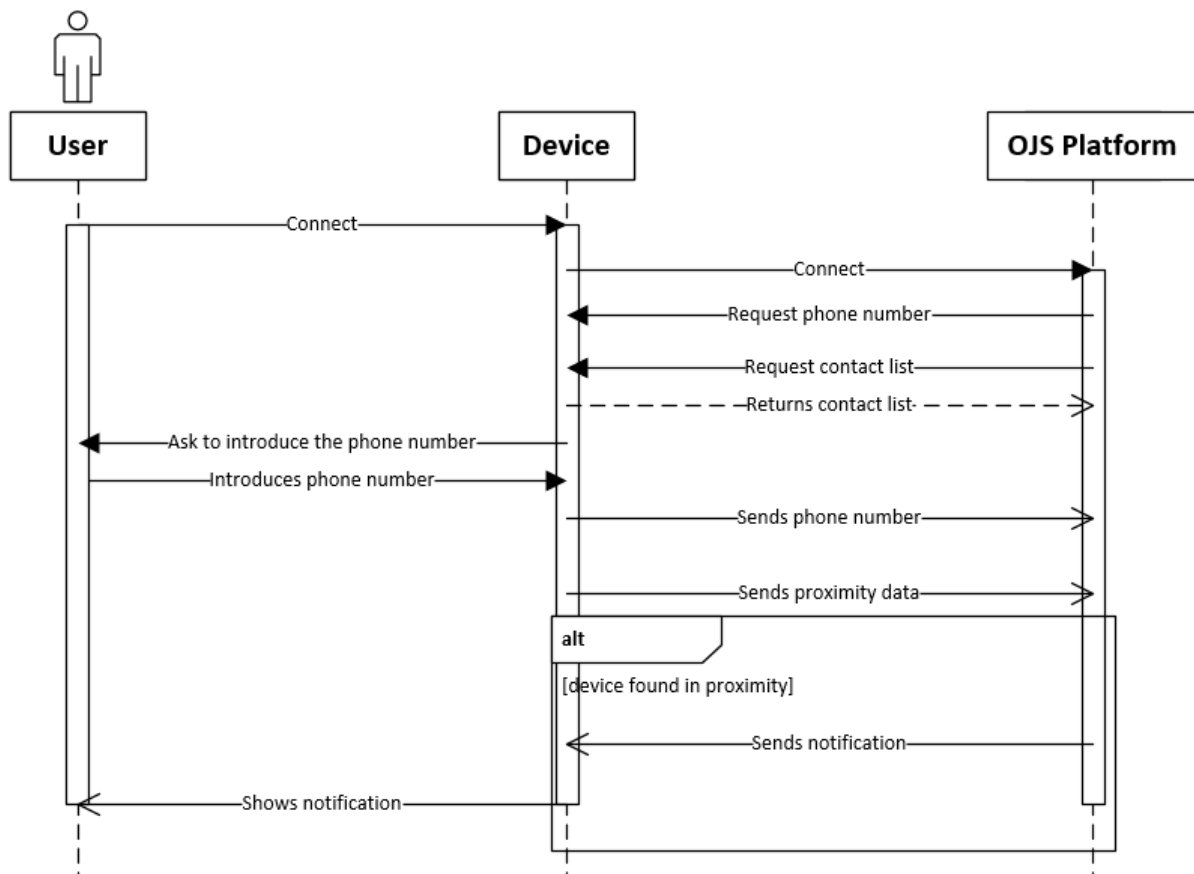 User
Device
OJS Platform
Connect
Connect
Request phone number
Request contact list
Returns contact list
Ask to introduce the phone number
Introduces phone number
Sends phone number
Sends proximity data
alt
[device found in proximity]
Sends notification
Shows notification